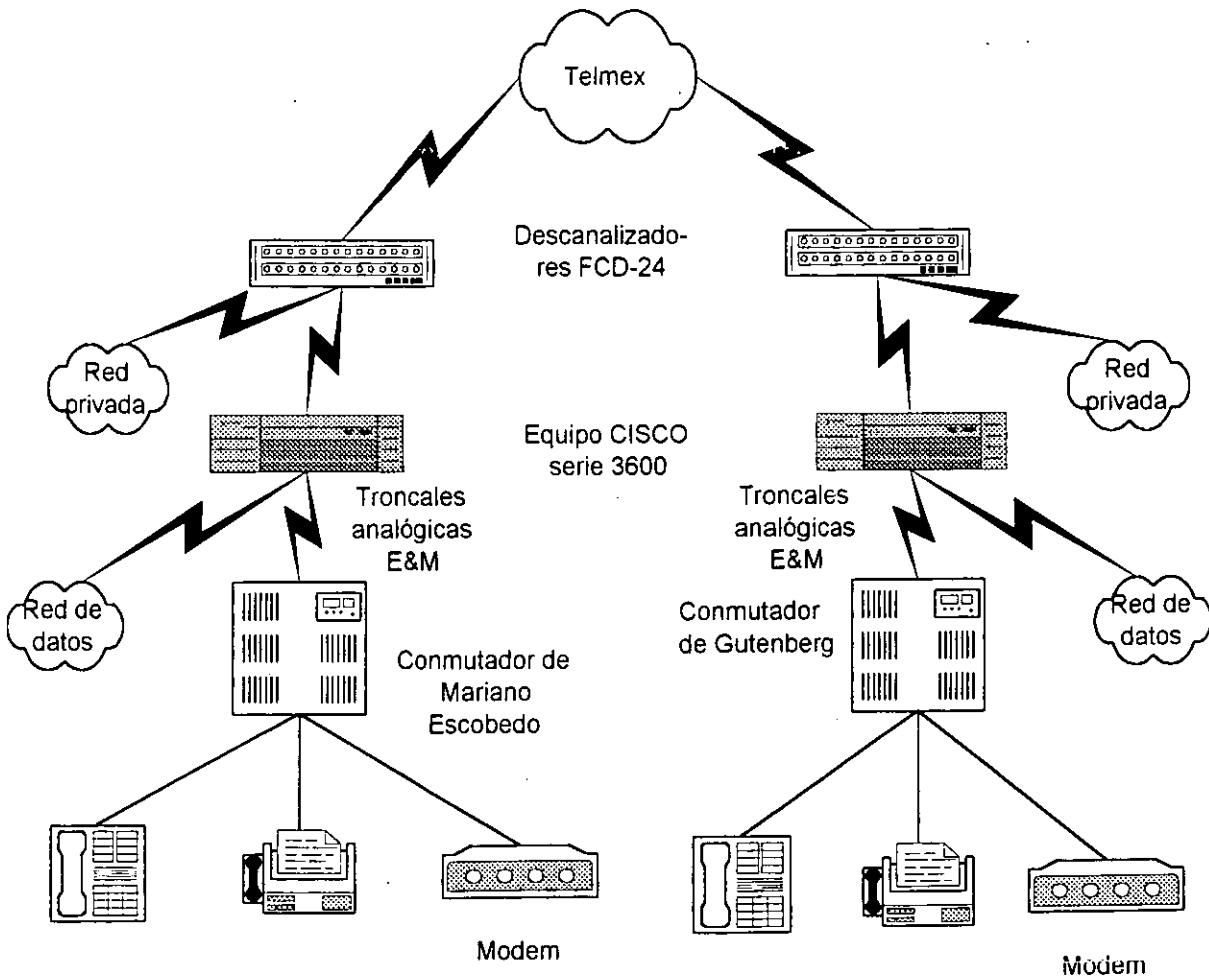 Telmex
Descanalizado-
res FCD-24
Red
privada
Red
privada
Equipo CISCO
serie 3600
Troncales
analógicas
E&M
Troncales
analógicas
E&M
Red de
datos
Conmutador
de Gutenberg
Red de
datos
Conmutador de
Mariano
Escobedo
Modem
Modem